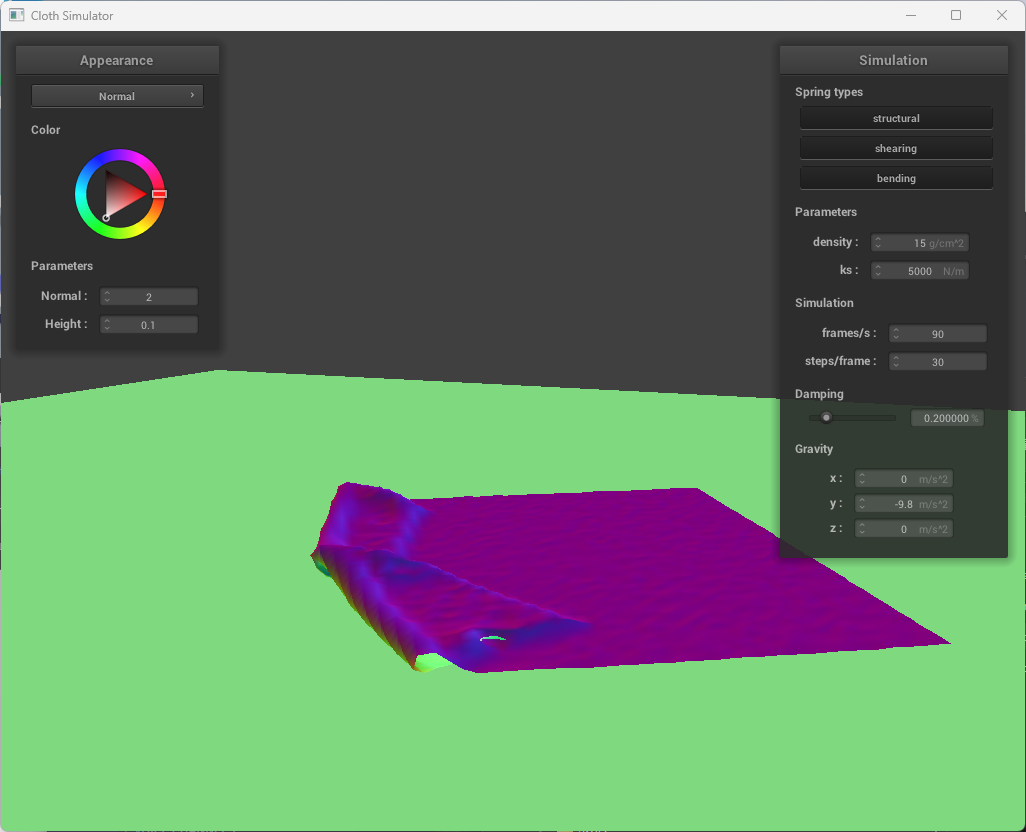 Cloth Simulator
Appearance
Normal
Color
Parameters
Normal : 2
Height : 0.1
Simulation
Spring types
structural
shearing
bending
Parameters
density : 15 g/cm^2
ks : 5000 N/m
Simulation
frames/s : 90
steps/frame : 30
Damping
0.200000 %
Gravity
x : 0 m/s^2
y : -9.8 m/s^2
z : 0 m/s^2